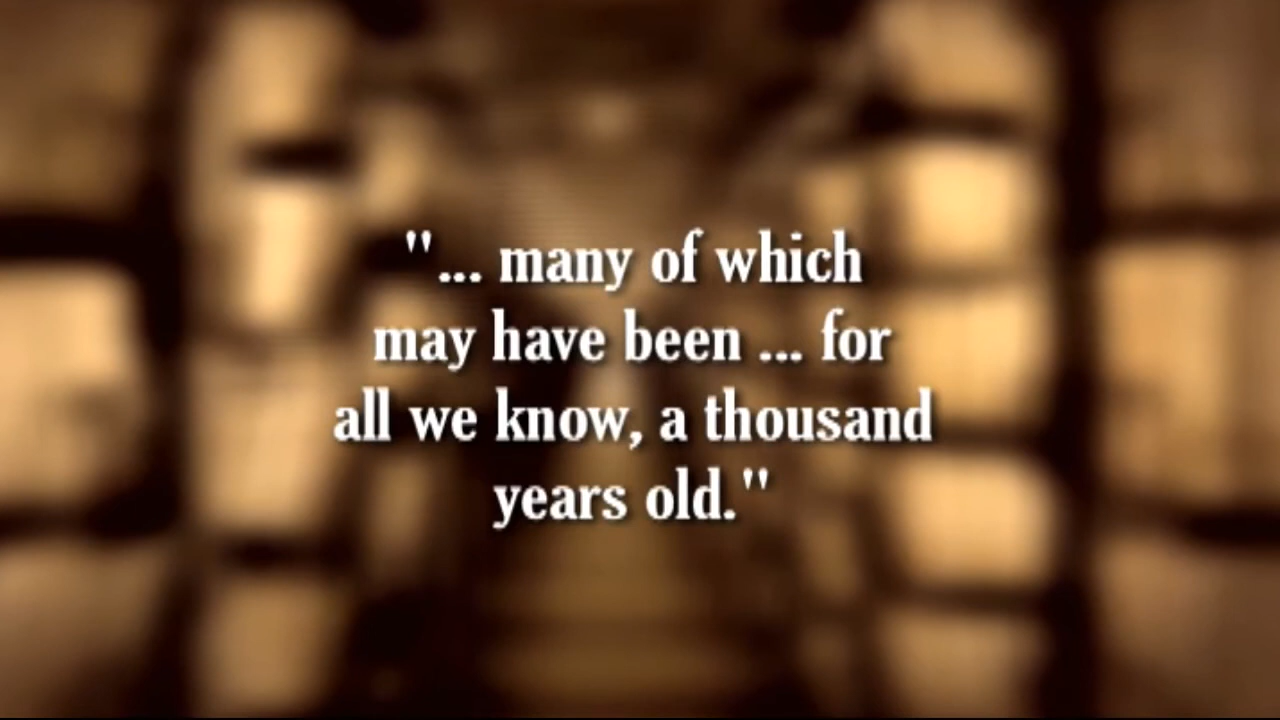 "... many of which
may have been ... for
all we know, a thousand
years old."